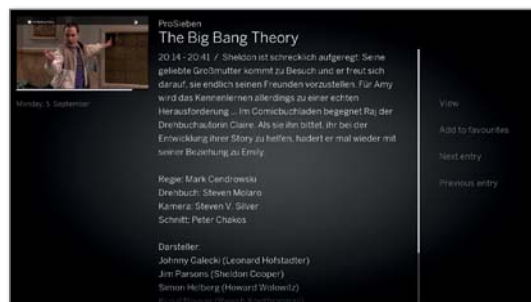 ProSieben
The Big Bang Theory
20:14 - 20:41 / Sheldon ist schrecklich aufgeregt: Seine
geliebte Großmutter kommt zu Besuch und er freut sich
darauf, sie endlich seinen Freunden vorzustellen. Für Amy
wird das Kennenlernen allerdings zu einer echten
Herausforderung ... Im Comicbuchladen begegnet Raj der
Drehbuchautorin Claire. Als sie ihn bittet, ihr bei der
Entwicklung ihrer Story zu helfen, hadert er mal wieder mit
seiner Beziehung zu Emily.
Regie: Mark Cendrowski
Drehbuch: Steven Molaro
Kamera: Steven V. Silver
Schnitt: Peter Chakos
Darsteller:
Johnny Galecki (Leonard Hofstadter)
Jim Parsons (Sheldon Cooper)
Simon Helberg (Howard Wolowitz)
Monday, 5. September
View
Add to favourites
Next entry
Previous entry